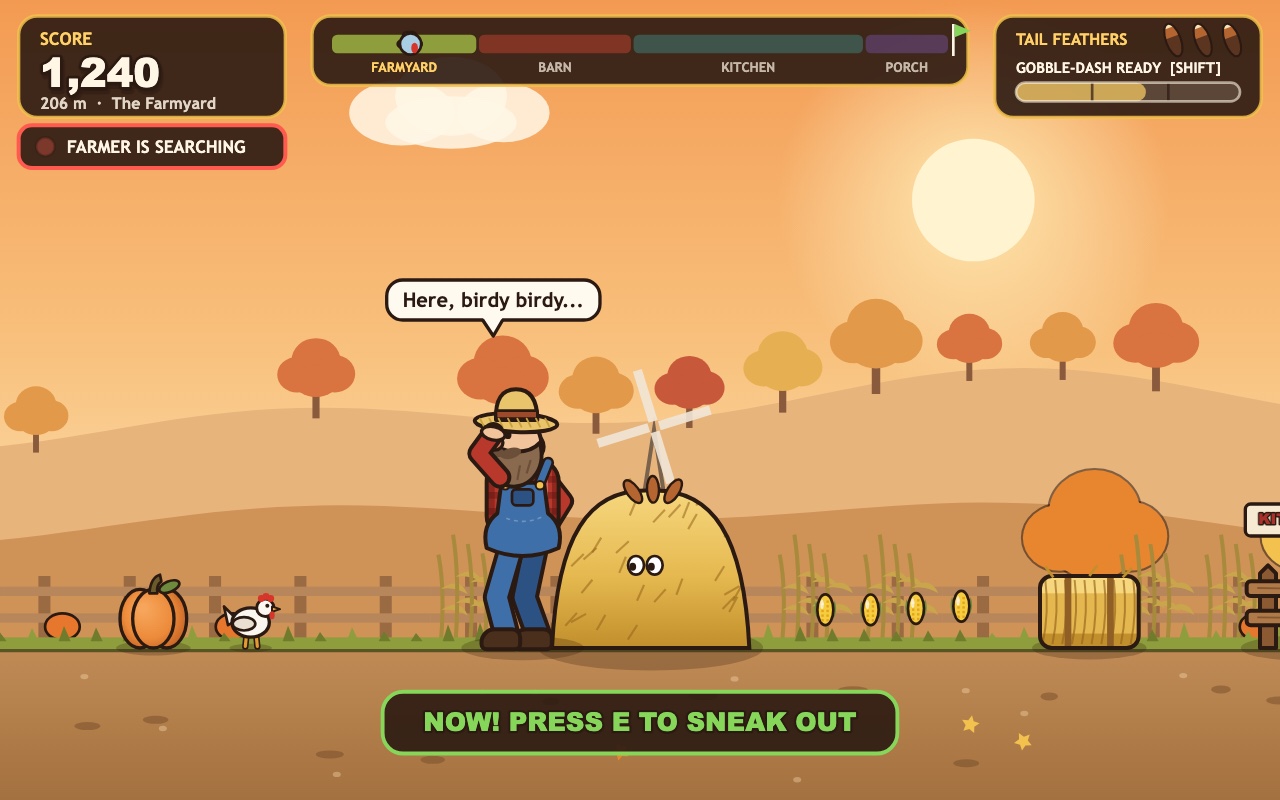 SCORE
1,240
206 m · The Farmyard
FARMER IS SEARCHING
FARMYARD
BARN
KITCHEN
PORCH
TAIL FEATHERS
GOBBLE-DASH READY [SHIFT]
Here, birdy birdy...
NOW! PRESS E TO SNEAK OUT